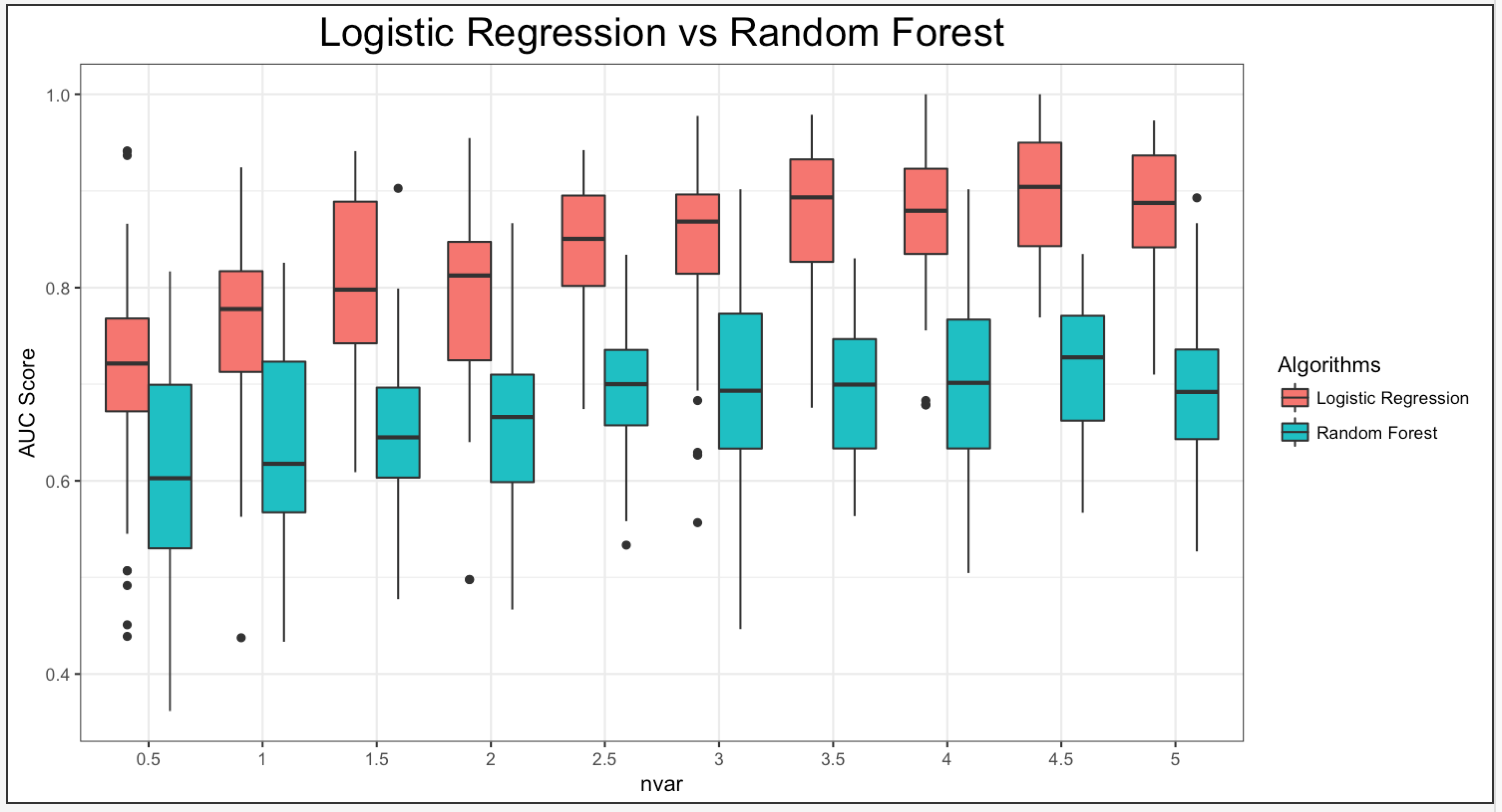 Logistic Regression vs Random Forest
1.0
0.8
0.6
0.4
AUC Score
0.5 1 1.5 2 2.5 3 3.5 4 4.5 5
nvar
Algorithms
Logistic Regression
Random Forest